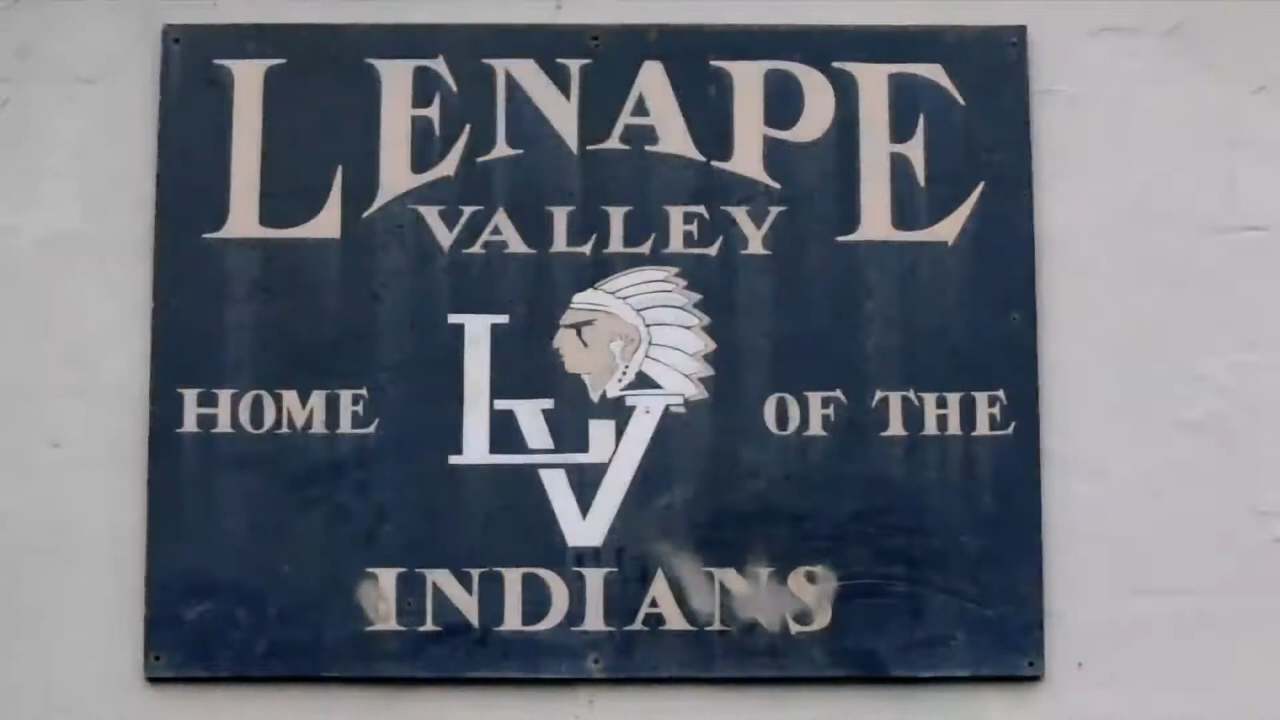 LENAPE
VALLEY
LV
HOME OF THE
INDIANS